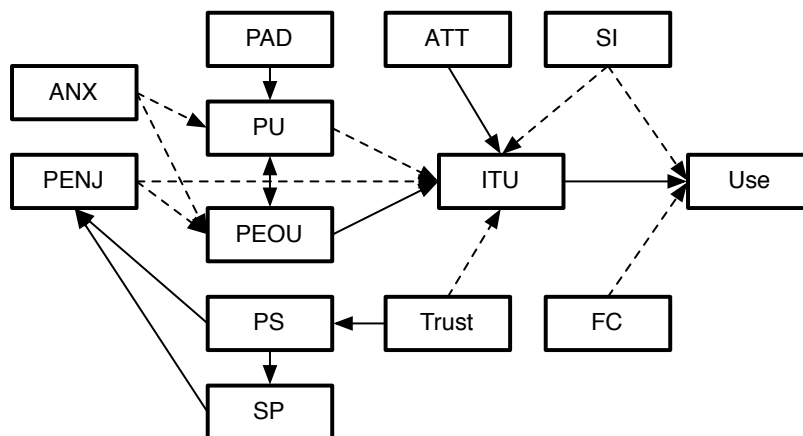 PAD
ATT
SI
ANX
PU
PENJ
ITU
Use
PEOU
PS
Trust
FC
SP